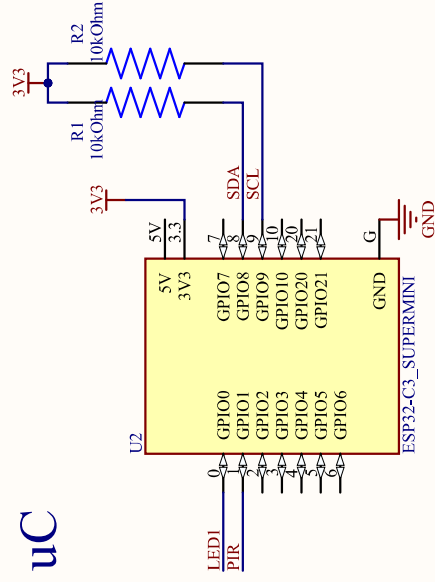 uC
U2
ESP32-C3_SUPERMINI
LED1
PIR
0
1
2
3
4
5
6
GPIO0
GPIO1
GPIO2
GPIO3
GPIO4
GPIO5
GPIO6
5V
3V3
GPIO7
GPIO8
GPIO9
GPIO10
GPIO20
GPIO21
GND
5V
3.3
7
8
9
10
20
21
G
3V3
SDA
SCL
GND
3V3
R1
10kOhm
R2
10kOhm